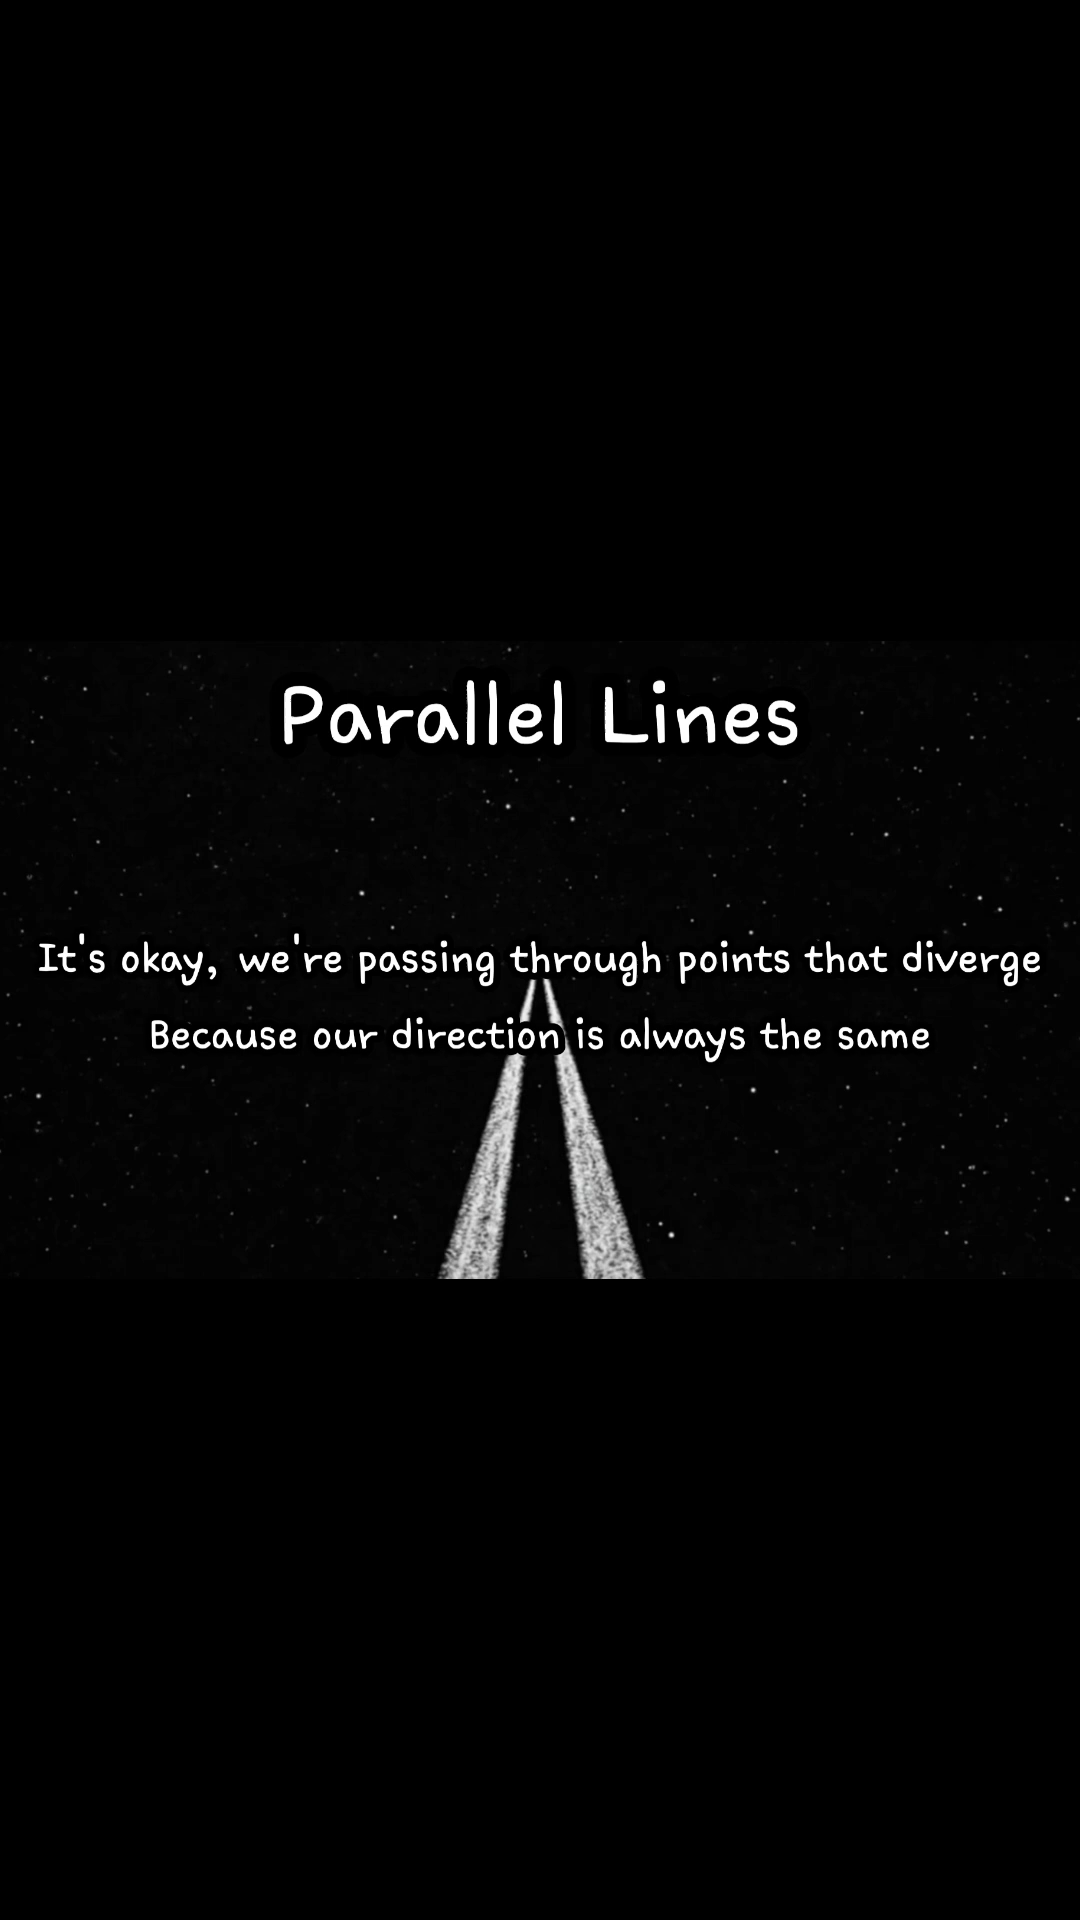 Parallel Lines
It's okay, we're passing through points that diverge
Because our direction is always the same